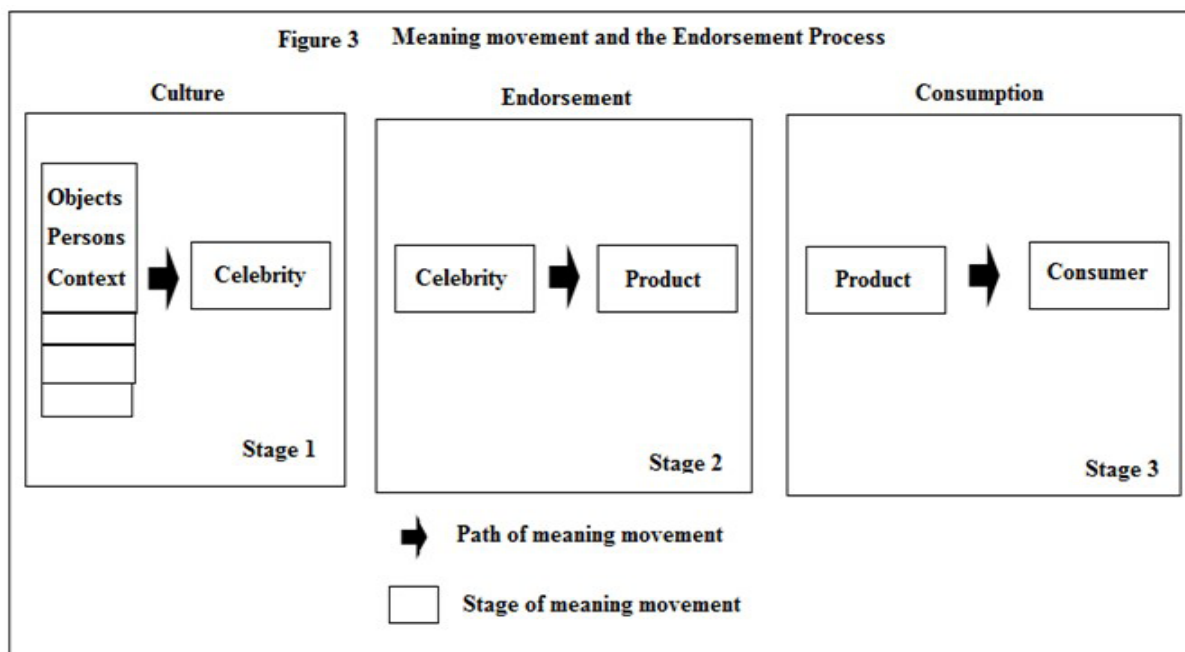 Figure 3 Meaning movement and the Endorsement Process
Culture
Endorsement
Consumption
Objects
Persons
Context
Celebrity
Stage 1
Celebrity
Product
Stage 2
Product
Consumer
Stage 3
Path of meaning movement
Stage of meaning movement